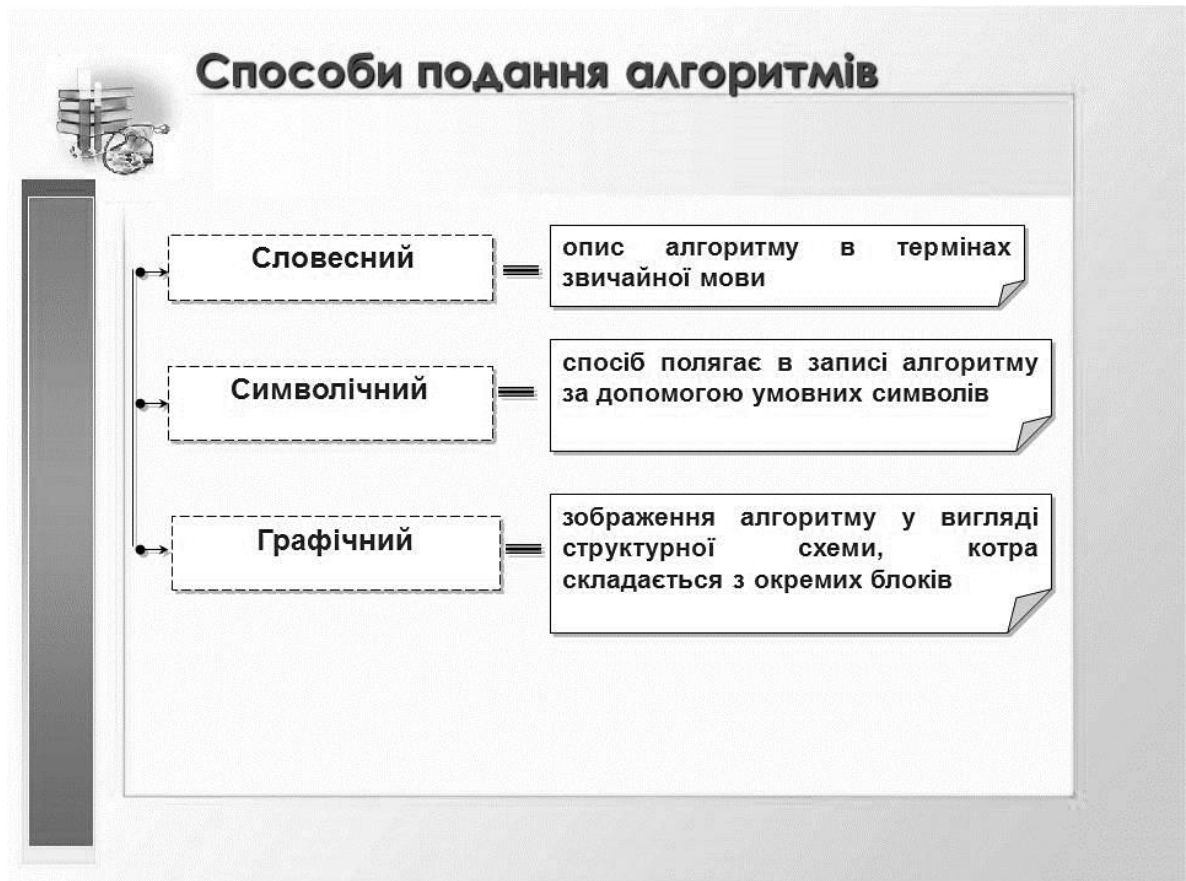 Способи подання алгоритмів
Словесний
опис алгоритму в термінах
звичайної мови
Символічний
спосіб полягає в записі алгоритму
за допомогою умовних символів
Графічний
зображення алгоритму у вигляді
структурної схеми, котра
складається з окремих блоків